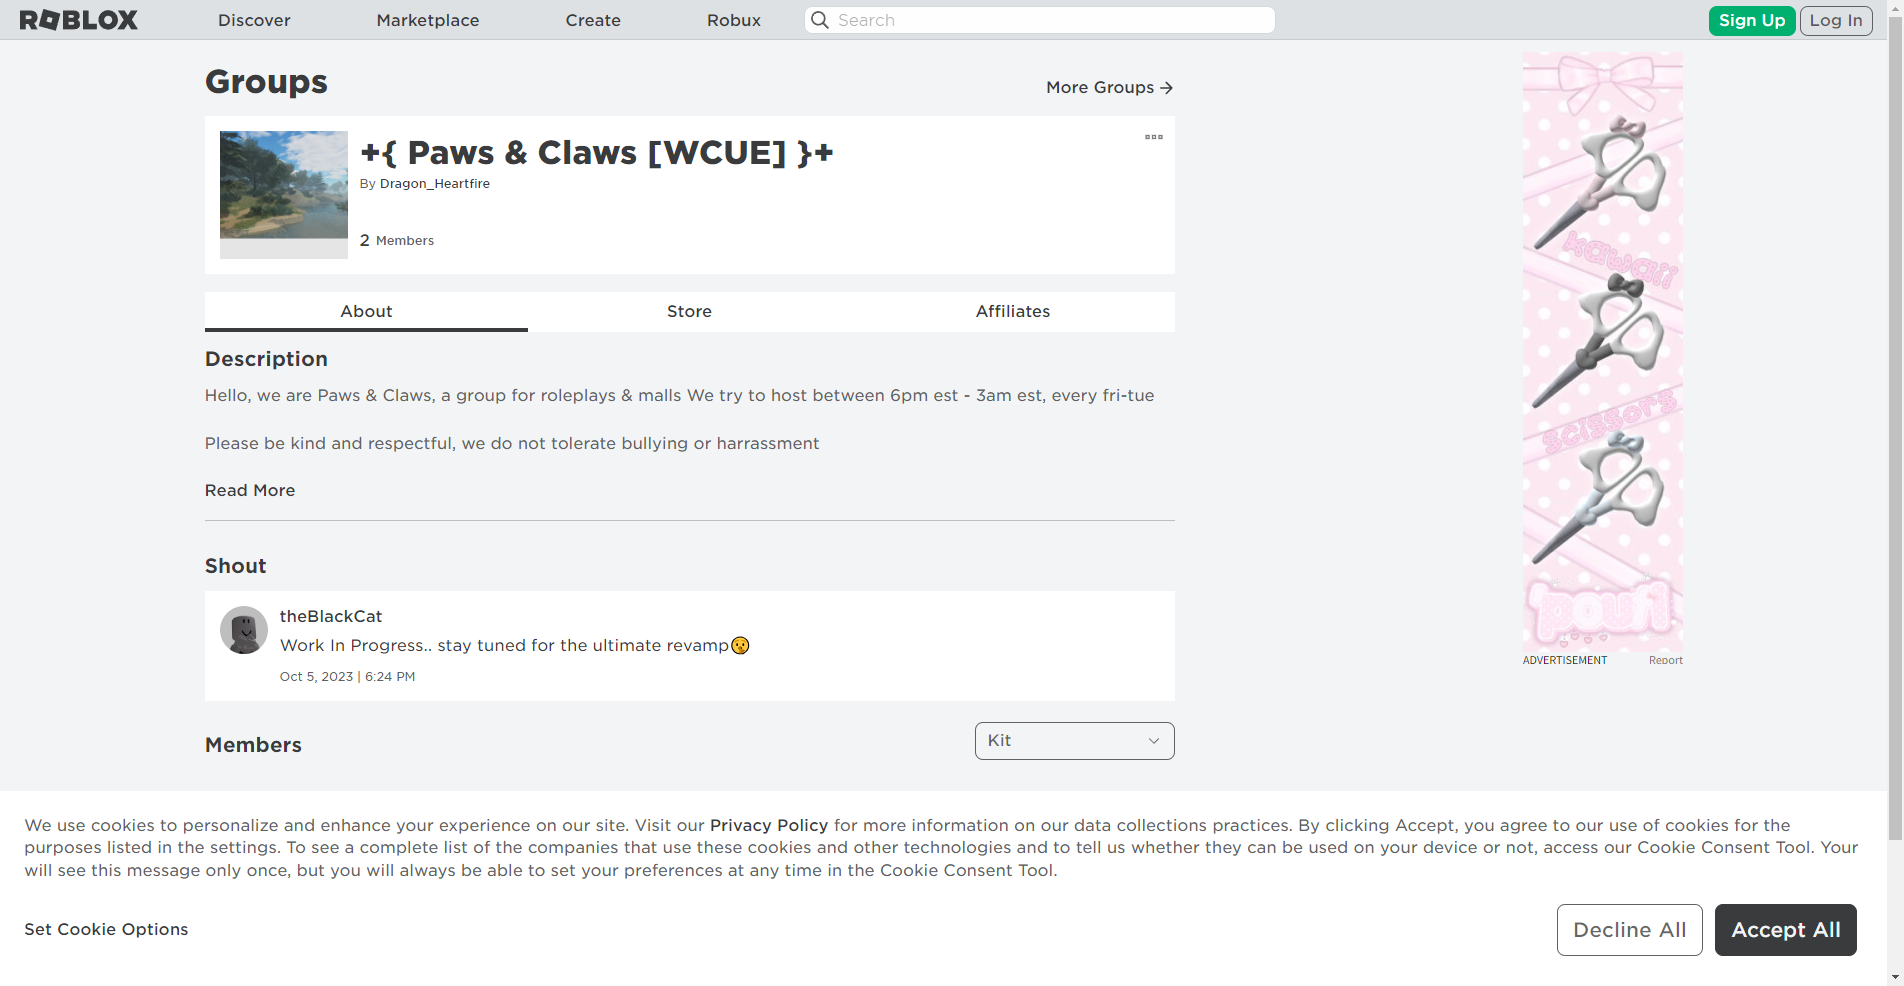 ROBLOX
Discover
Marketplace
Create
Robux
Search
Sign Up
Log In
Groups
More Groups
+{ Paws & Claws [WCUE] }+
By Dragon_Heartfire
2 Members
About
Store
Affiliates
Description
Hello, we are Paws & Claws, a group for roleplays & malls We try to host between 6pm est - 3am est, every fri-tue
Please be kind and respectful, we do not tolerate bullying or harrassment
Read More
Shout
theBlackCat
Work In Progress.. stay tuned for the ultimate revamp🤫
Oct 5, 2023 | 6:24 PM
Members
Kit
kawaii
scissors
'poufi
ADVERTISEMENT
Report
We use cookies to personalize and enhance your experience on our site. Visit our Privacy Policy for more information on our data collections practices. By clicking Accept, you agree to our use of cookies for the
purposes listed in the settings. To see a complete list of the companies that use these cookies and other technologies and to tell us whether they can be used on your device or not, access our Cookie Consent Tool. Your
will see this message only once, but you will always be able to set your preferences at any time in the Cookie Consent Tool.
Set Cookie Options
Decline All
Accept All